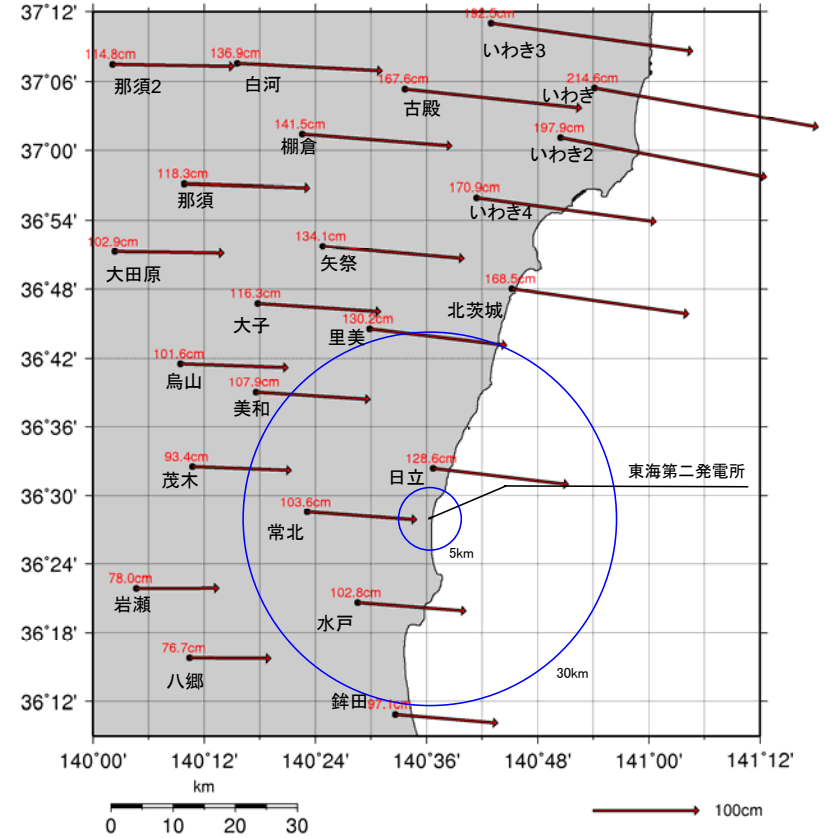 37°12'
192.5cm
いわき3
114.8cm
136.9cm
那須2
白河
37°06'
167.6cm
古殿
214.6cm
いわき
141.5cm
棚倉
197.9cm
いわき2
37°00'
118.3cm
那須
170.9cm
いわき4
36°54'
102.9cm
大田原
134.1cm
矢祭
168.5cm
北茨城
36°48'
116.3cm
大子
130.2cm
里美
36°42'
101.6cm
烏山
107.9cm
美和
36°36'
93.4cm
茂木
128.6cm
日立
東海第二発電所
36°30'
103.6cm
常北
5km
36°24'
78.0cm
岩瀬
102.8cm
水戸
36°18'
76.7cm
八郷
30km
36°12'
鉾田
97.1cm
140°00' 140°12' 140°24' 140°36' 140°48' 141°00' 141°12'
km
0 10 20 30
100cm